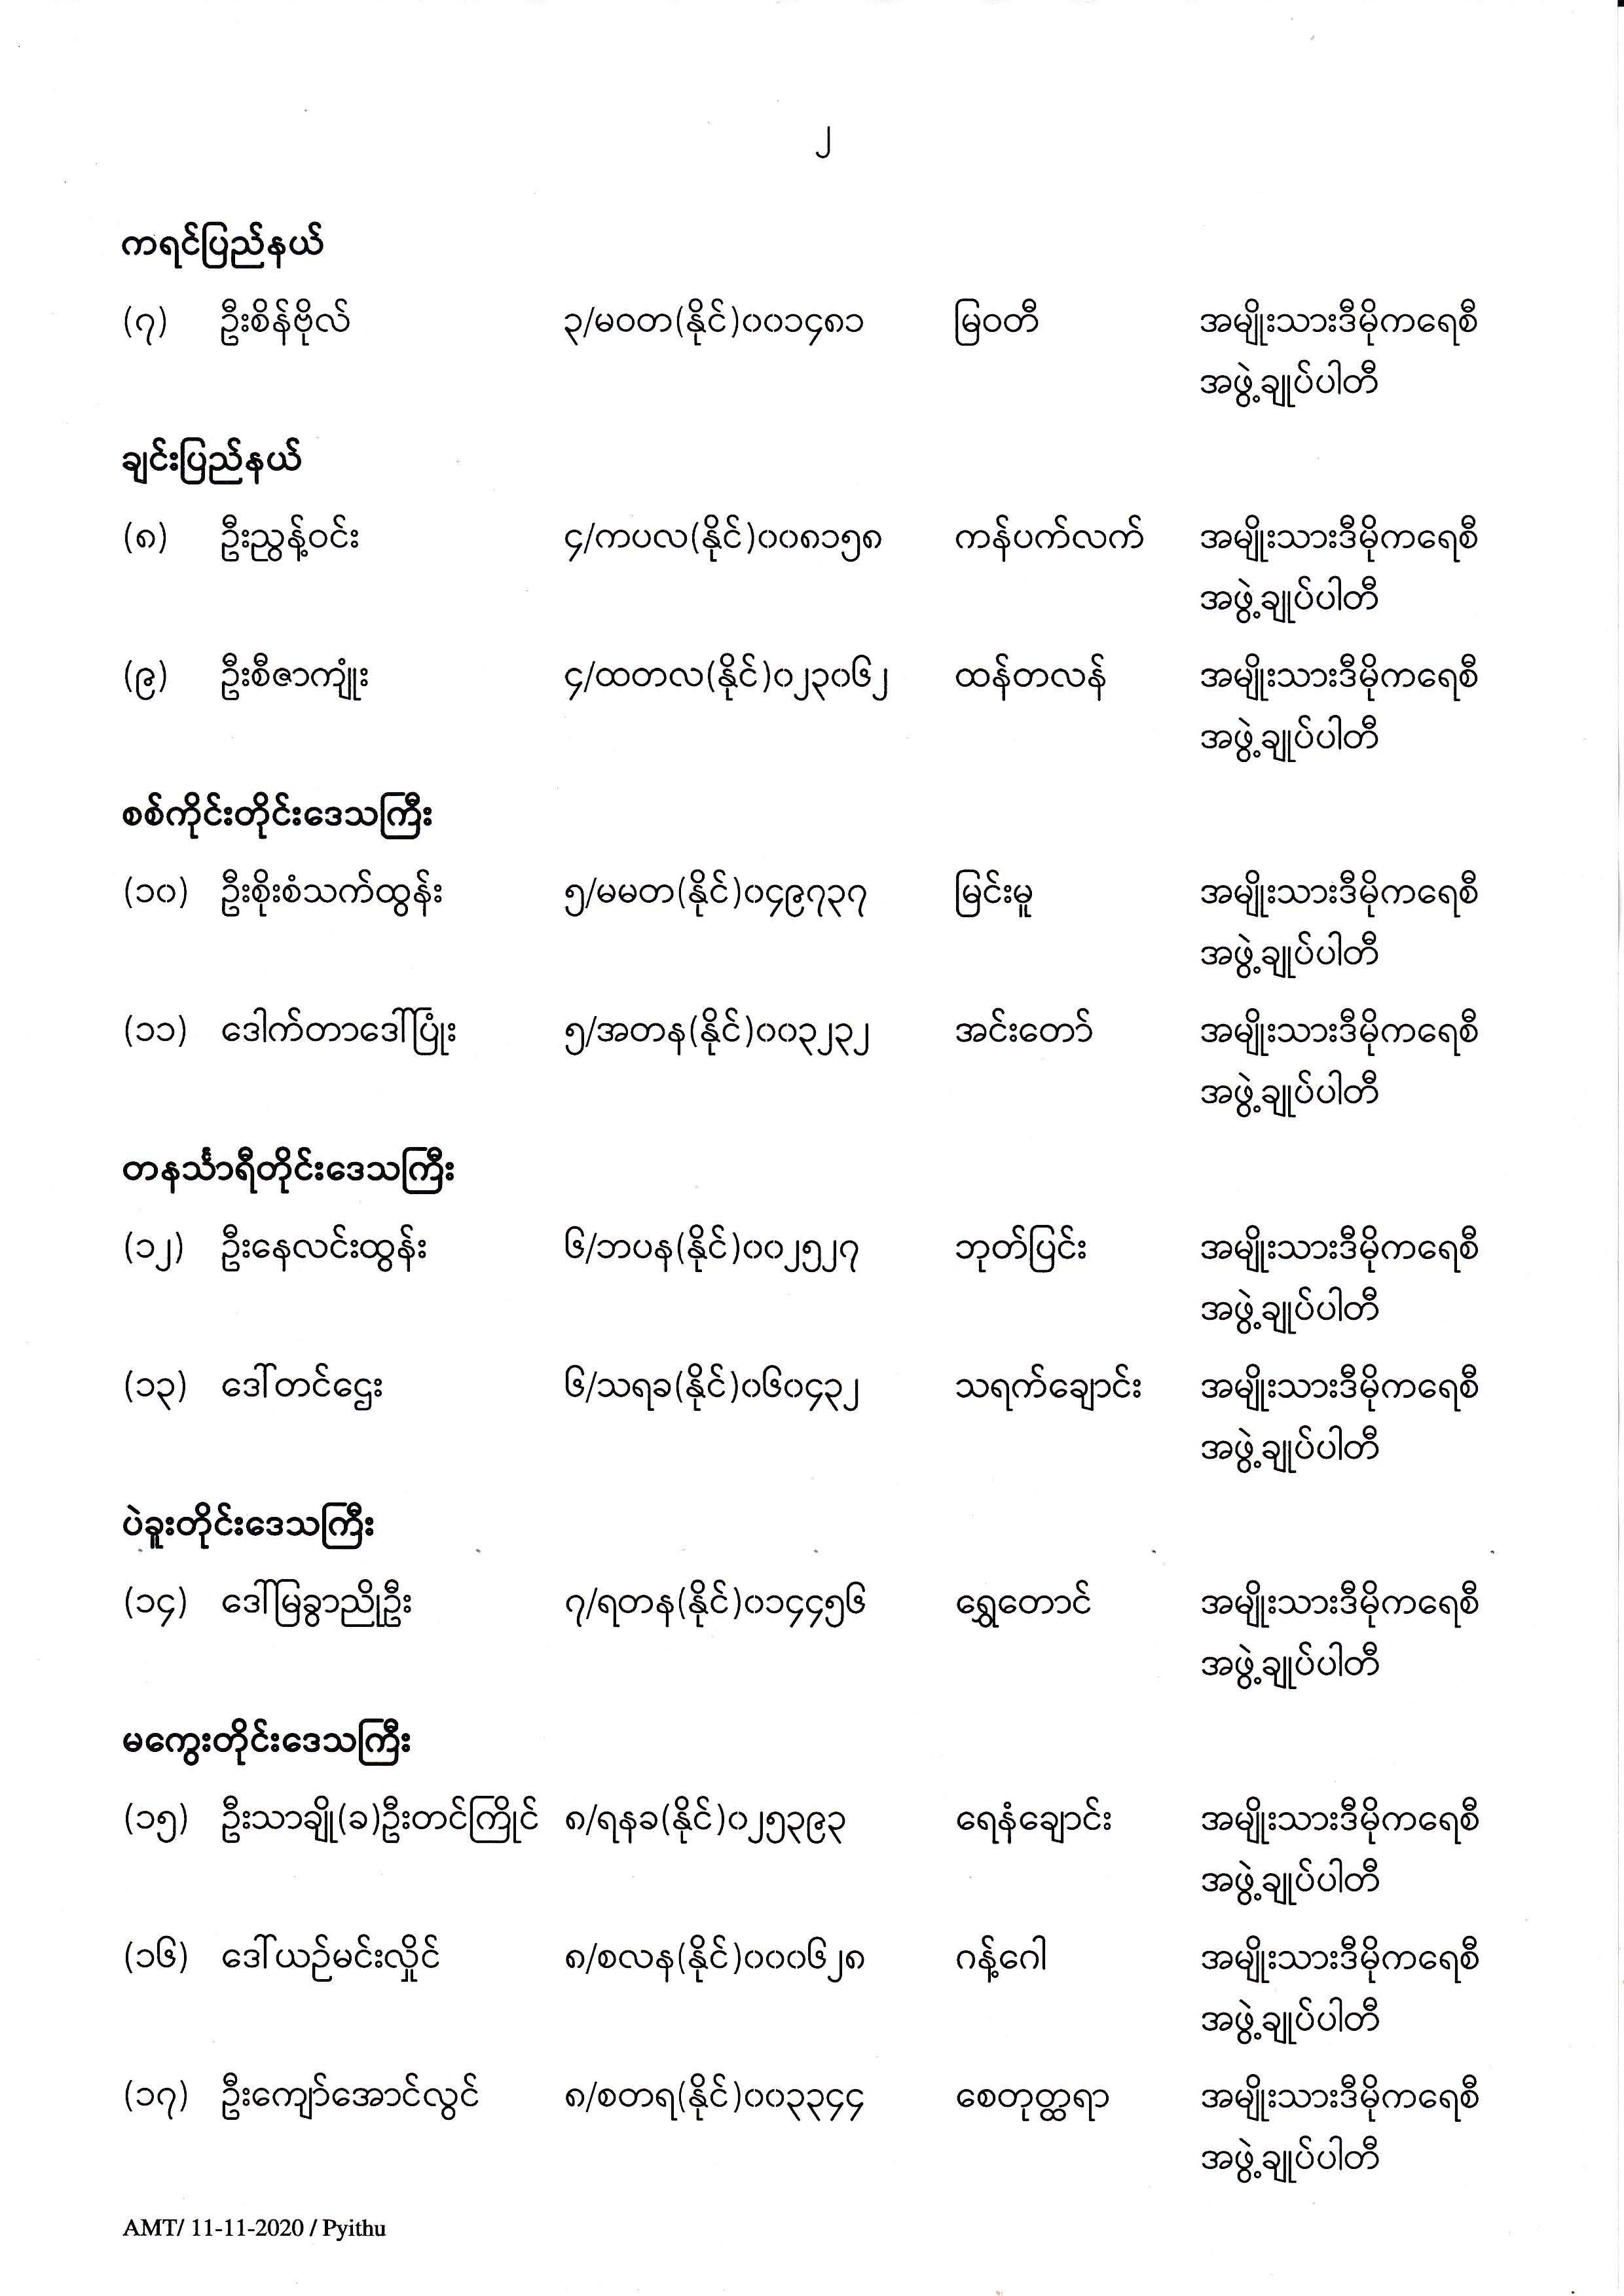 ၂
ကရင်ပြည်နယ်
(၇) ဦးစိန်ဗိုလ် ၃/မဝတ(နိုင်)၀၀၁၄၈၁ မြဝတီ အမျိုးသားဒီမိုကရေစီ
အဖွဲ့ချုပ်ပါတီ
ချင်းပြည်နယ်
(၈) ဦးညွန့်ဝင်း ၄/ကပလ(နိုင်)၀၀၈၁၅၈ ကန်ပက်လက် အမျိုးသားဒီမိုကရေစီ
အဖွဲ့ချုပ်ပါတီ
(၉) ဦးစီဇာကျုံး ၄/ထတလ(နိုင်)၀၂၃၀၆၂ ထန်တလန် အမျိုးသားဒီမိုကရေစီ
အဖွဲ့ချုပ်ပါတီ
စစ်ကိုင်းတိုင်းဒေသကြီး
(၁၀) ဦးစိုးစံသက်ထွန်း ၅/မမတ(နိုင်)၀၄၉၇၃၇ မြင်းမူ အမျိုးသားဒီမိုကရေစီ
အဖွဲ့ချုပ်ပါတီ
(၁၁) ဒေါက်တာဒေါ်ပြုံး ၅/အတန(နိုင်)၀၀၃၂၃၂ အင်းတော် အမျိုးသားဒီမိုကရေစီ
အဖွဲ့ချုပ်ပါတီ
တနင်္သာရီတိုင်းဒေသကြီး
(၁၂) ဦးနေလင်းထွန်း ၆/ဘပန(နိုင်)၀၀၂၅၂၇ ဘုတ်ပြင်း အမျိုးသားဒီမိုကရေစီ
အဖွဲ့ချုပ်ပါတီ
(၁၃) ဒေါ်တင်ဌေး ၆/သရခ(နိုင်)၀၆၀၄၃၂ သရက်ချောင်း အမျိုးသားဒီမိုကရေစီ
အဖွဲ့ချုပ်ပါတီ
ပဲခူးတိုင်းဒေသကြီး
(၁၄) ဒေါ်မြခွာညိုဦး ၇/ရတန(နိုင်)၀၁၄၄၅၆ ရွှေတောင် အမျိုးသားဒီမိုကရေစီ
အဖွဲ့ချုပ်ပါတီ
မကွေးတိုင်းဒေသကြီး
(၁၅) ဦးသာချို(ခ)ဦးတင်ကြိုင် ၈/ရနခ(နိုင်)၀၂၅၃၉၃ ရေနံချောင်း အမျိုးသားဒီမိုကရေစီ
အဖွဲ့ချုပ်ပါတီ
(၁၆) ဒေါ်ယဉ်မင်းလှိုင် ၈/စလန(နိုင်)၀၀၀၆၂၈ ဂန့်ဂေါ အမျိုးသားဒီမိုကရေစီ
အဖွဲ့ချုပ်ပါတီ
(၁၇) ဦးကျော်အောင်လွင် ၈/စတရ(နိုင်)၀၀၃၃၄၄ စေတုတ္ထရာ အမျိုးသားဒီမိုကရေစီ
အဖွဲ့ချုပ်ပါတီ
AMT/ 11-11-2020 / Pyithu